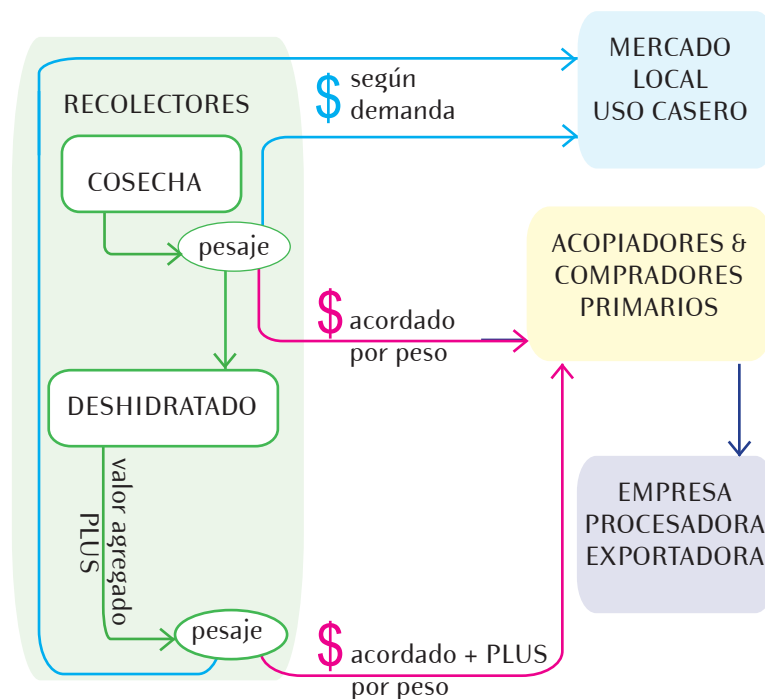 MERCADO
LOCAL
USO CASERO
$ según
demanda
RECOLECTORES
COSECHA
pesaje
ACOPIADORES &
COMPRADORES
PRIMARIOS
$ acordado
por peso
DESHIDRATADO
valor agregado
PLUS
EMPRESA
PROCESADORA
EXPORTADORA
pesaje
$ acordado + PLUS
por peso